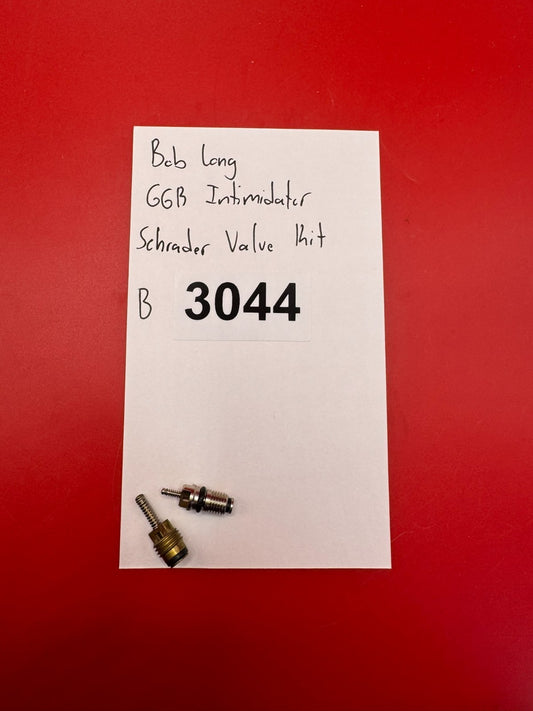 Bob Long
GGB Intimidator
Schrader Valve Kit
B 3044